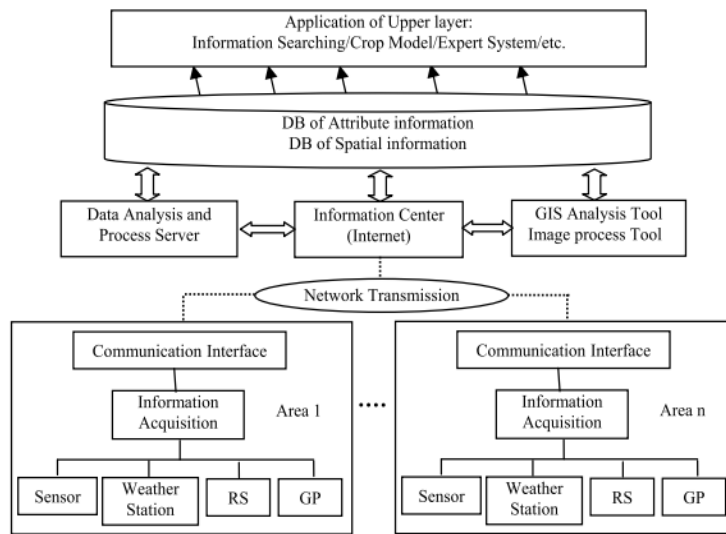 Application of Upper layer:
Information Searching/Crop Model/Expert System/etc.
DB of Attribute information
DB of Spatial information
Data Analysis and
Process Server
Information Center
(Internet)
GIS Analysis Tool
Image process Tool
Network Transmission
Communication Interface
Information
Acquisition
Area 1
Sensor
Weather
Station
RS
GP
....
Communication Interface
Information
Acquisition
Area n
Sensor
Weather
Station
RS
GP